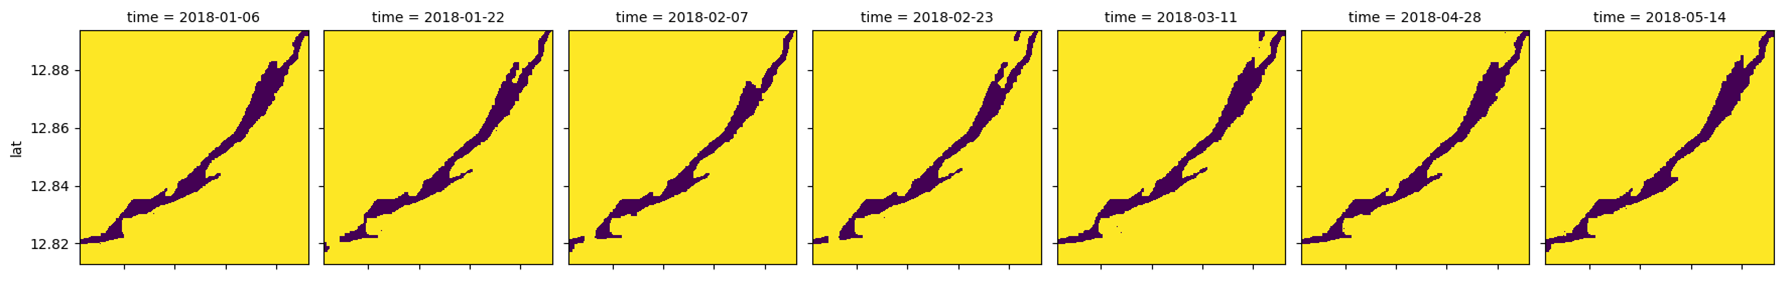 time = 2018-01-06
time = 2018-01-22
time = 2018-02-07
time = 2018-02-23
time = 2018-03-11
time = 2018-04-28
time = 2018-05-14
12.88
12.86
lat
12.84
12.82